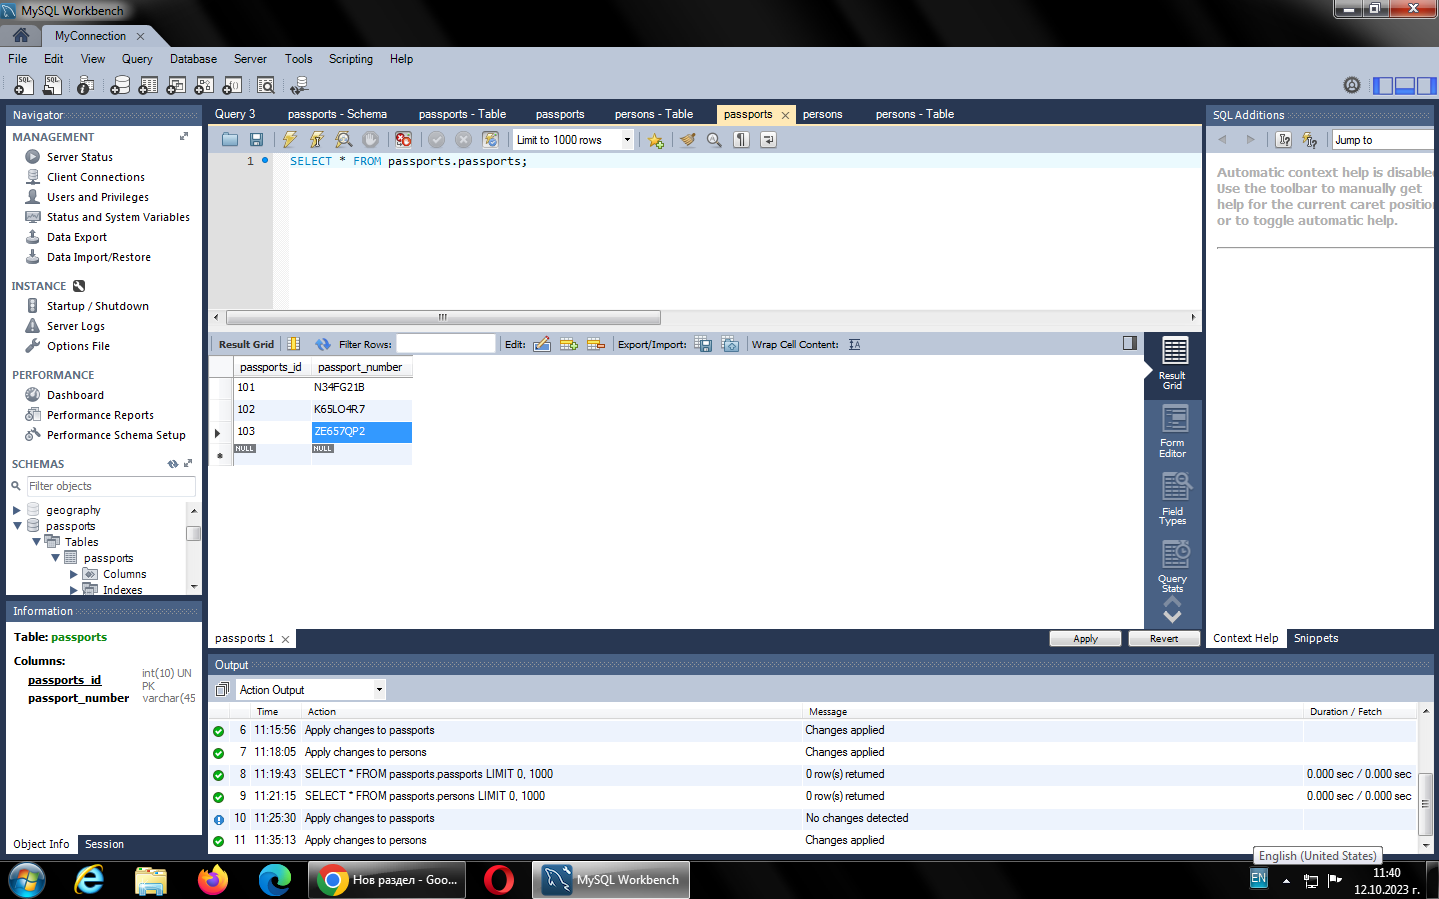 MySQL Workbench
MyConnection
File Edit View Query Database Server Tools Scripting Help
Navigator
MANAGEMENT
Server Status
Client Connections
Users and Privileges
Status and System Variables
Data Export
Data Import/Restore
INSTANCE
Startup / Shutdown
Server Logs
Options File
PERFORMANCE
Dashboard
Performance Reports
Performance Schema Setup
SCHEMAS
Filter objects
geography
passports
Tables
passports
Columns
Indexes
Information
Table: passports
Columns:
passports_id int(10) UN PK
passport_number varchar(45
Object Info Session
Query 3 passports - Schema passports - Table passports persons - Table passports persons persons - Table
Limit to 1000 rows
1 SELECT * FROM passports.passports;
Result Grid Filter Rows: Edit: Export/Import: Wrap Cell Content:
passports_id passport_number
101 N34FG21B
102 K65LO4R7
103 ZE657QP2
NULL NULL
Result Grid
Form Editor
Field Types
Query Stats
passports 1
Apply Revert
SQL Additions
Jump to
Automatic context help is disabled
Use the toolbar to manually get
help for the current caret position
or to toggle automatic help.
Context Help Snippets
Output
Action Output
Time Action Message Duration / Fetch
6 11:15:56 Apply changes to passports Changes applied
7 11:18:05 Apply changes to persons Changes applied
8 11:19:43 SELECT * FROM passports.passports LIMIT 0, 1000 0 row(s) returned 0.000 sec / 0.000 sec
9 11:21:15 SELECT * FROM passports.persons LIMIT 0, 1000 0 row(s) returned 0.000 sec / 0.000 sec
10 11:25:30 Apply changes to passports No changes detected
11 11:35:13 Apply changes to persons Changes applied
English (United States)
Нов раздел - Goo...
MySQL Workbench
EN
11:40
12.10.2023 г.